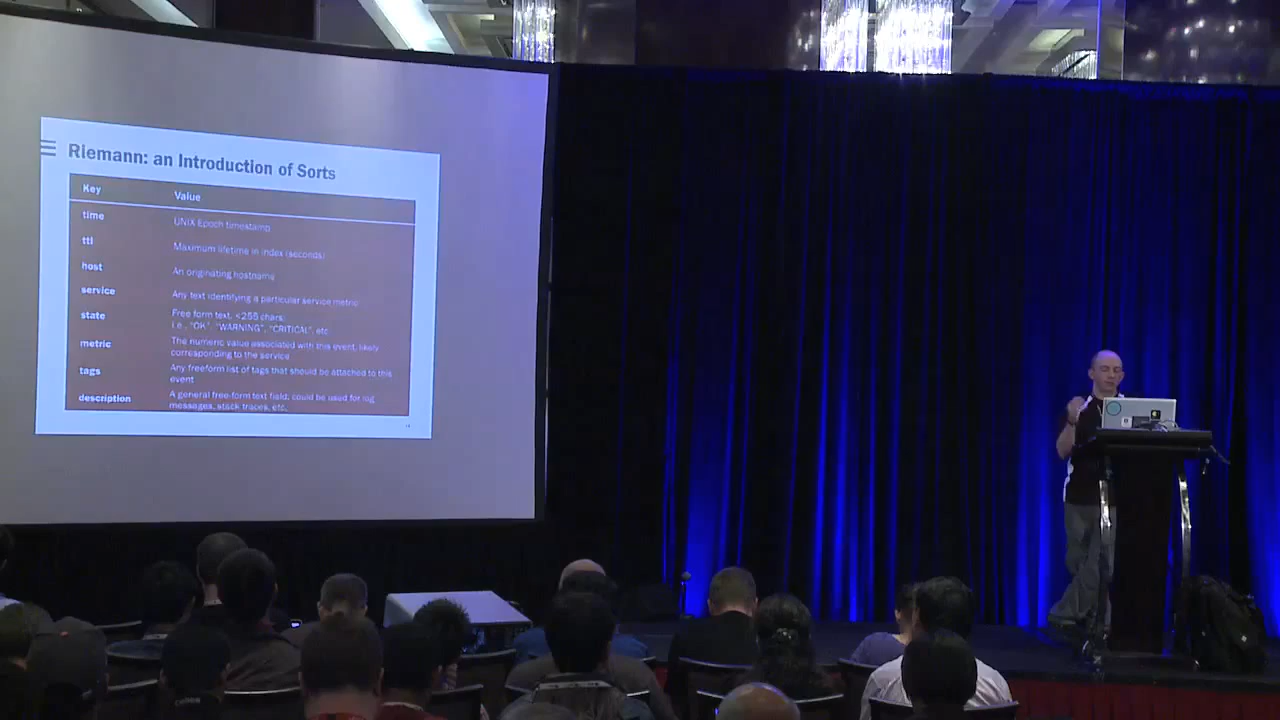 Riemann: an Introduction of Sorts
Key Value
time UNIX Epoch timestamp
ttl Maximum lifetime in index (seconds)
host An originating hostname
service Any text identifying a particular service metric
state Free form text, <255 chars;
i.e., "OK", "WARNING", "CRITICAL", etc
metric The numeric value associated with this event, likely
corresponding to the service
tags Any freeform list of tags that should be attached to this
event
description A general free-form text field; could be used for log
messages, stack traces, etc.